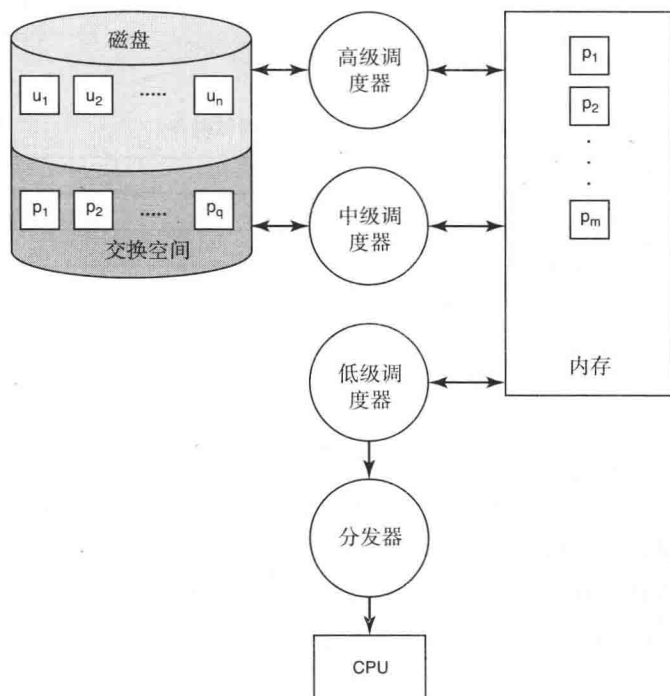 磁盘
u1 u2 ····· un
p1 p2 ····· pq
交换空间
高级调
度器
中级调
度器
低级调
度器
分发器
CPU
p1
p2
·
·
·
·
pm
内存